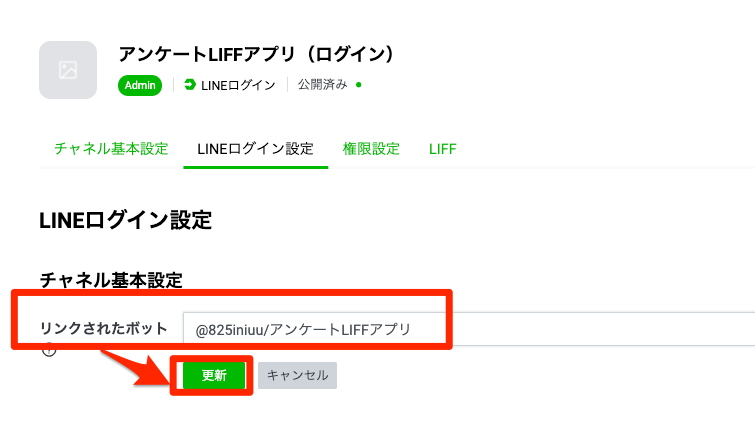 アンケートLIFFアプリ（ログイン）
Admin LINEログイン 公開済み
チャネル基本設定 LINEログイン設定 権限設定 LIFF
LINEログイン設定
チャネル基本設定
リンクされたボット @825iniuu/アンケートLIFFアプリ
?
更新 キャンセル